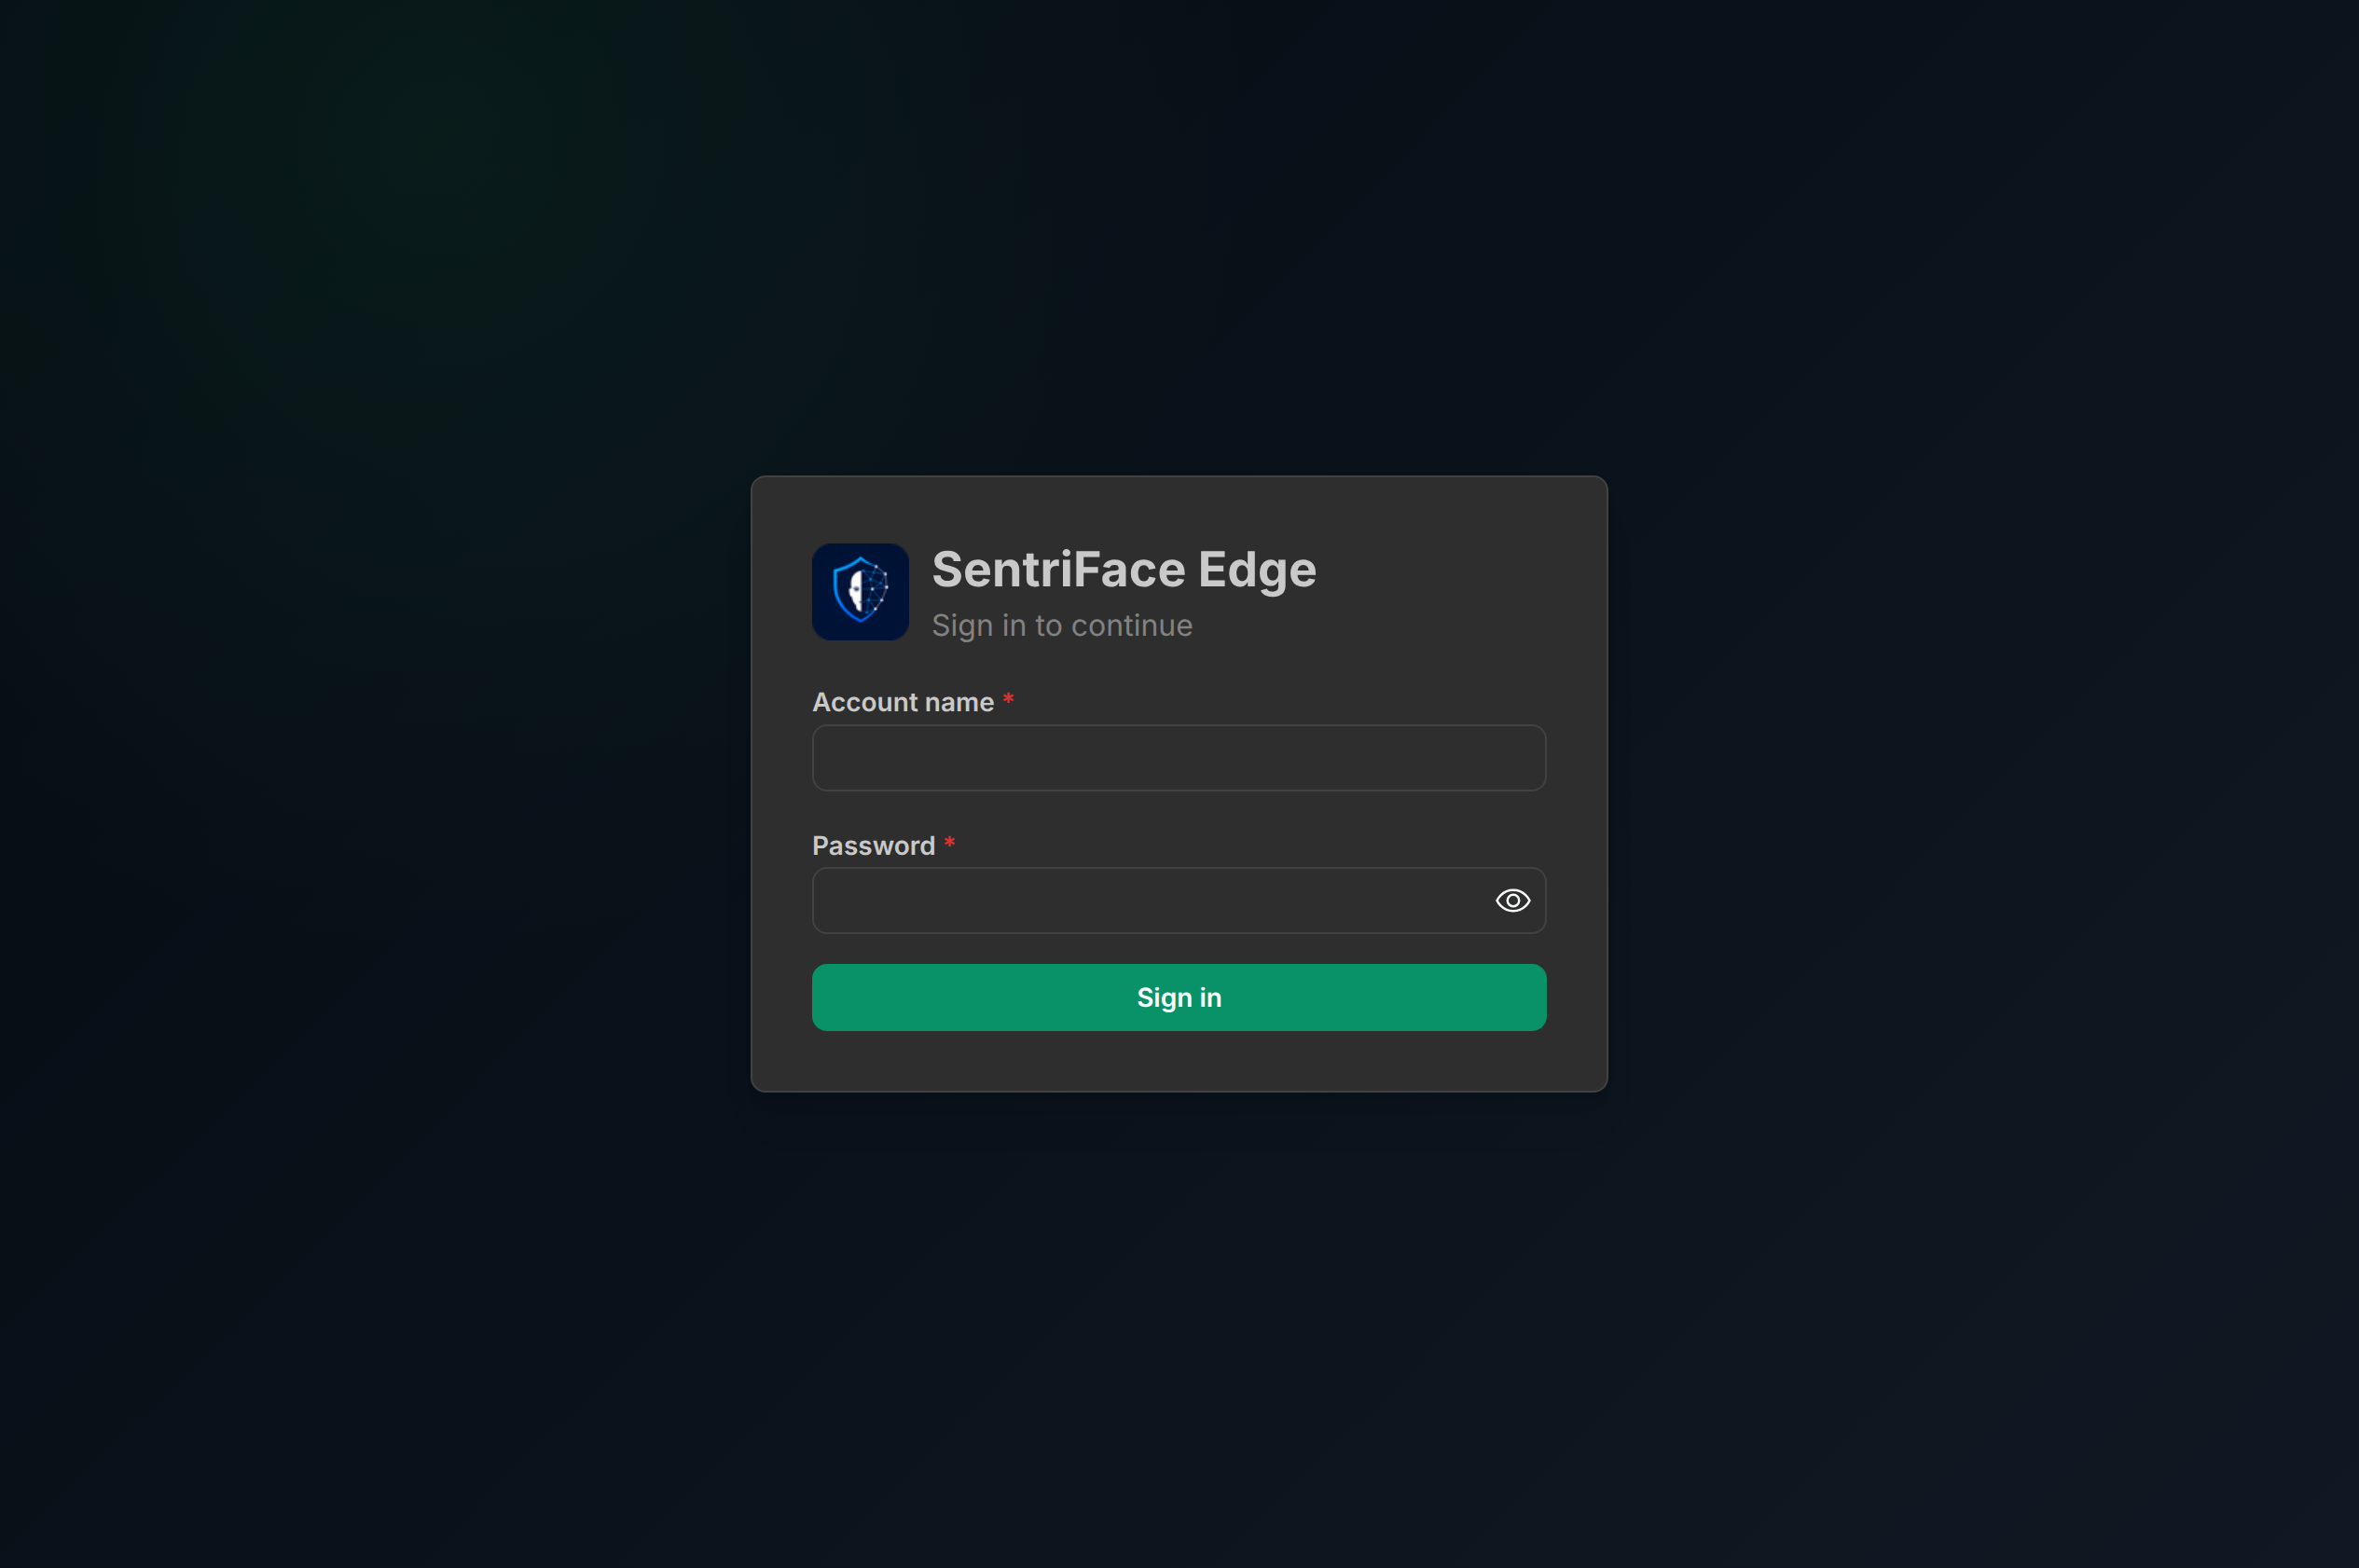 SentriFace Edge
Sign in to continue
Account name *
Password *
Sign in